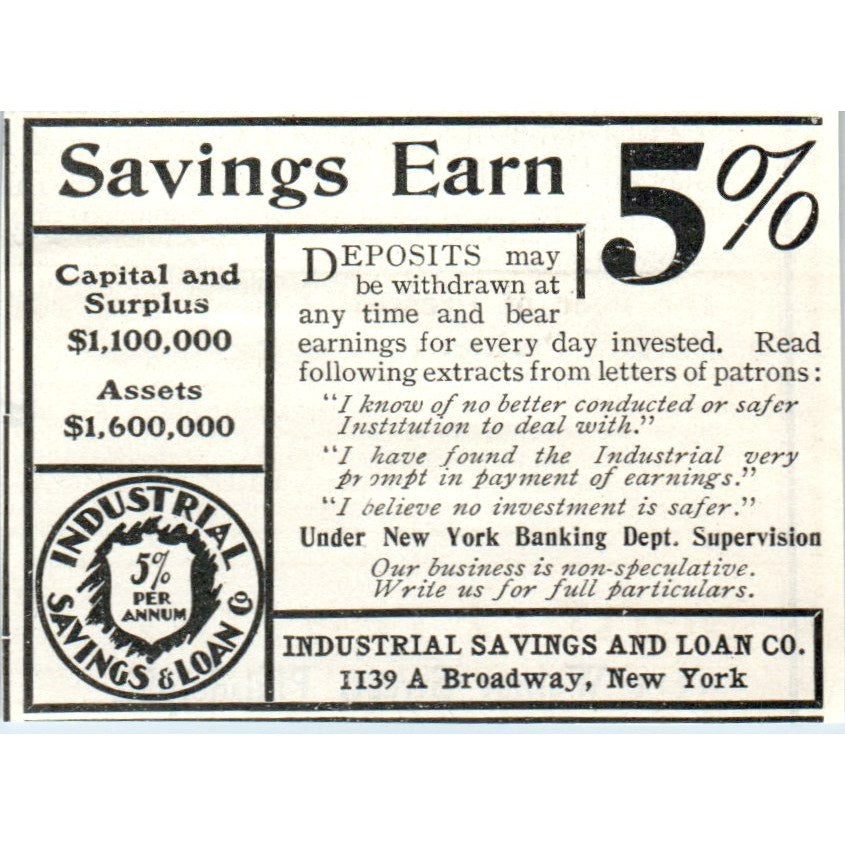 Savings Earn 5%
Capital and
Surplus
$1,100,000
Assets
$1,600,000
INDUSTRIAL
SAVINGS & LOAN CO
5%
PER
ANNUM
DEPOSITS may
be withdrawn at
any time and bear
earnings for every day invested. Read
following extracts from letters of patrons:
"I know of no better conducted or safer
Institution to deal with."
"I have found the Industrial very
prompt in payment of earnings."
"I believe no investment is safer."
Under New York Banking Dept. Supervision
Our business is non-speculative.
Write us for full particulars.
INDUSTRIAL SAVINGS AND LOAN CO.
1139 A Broadway, New York